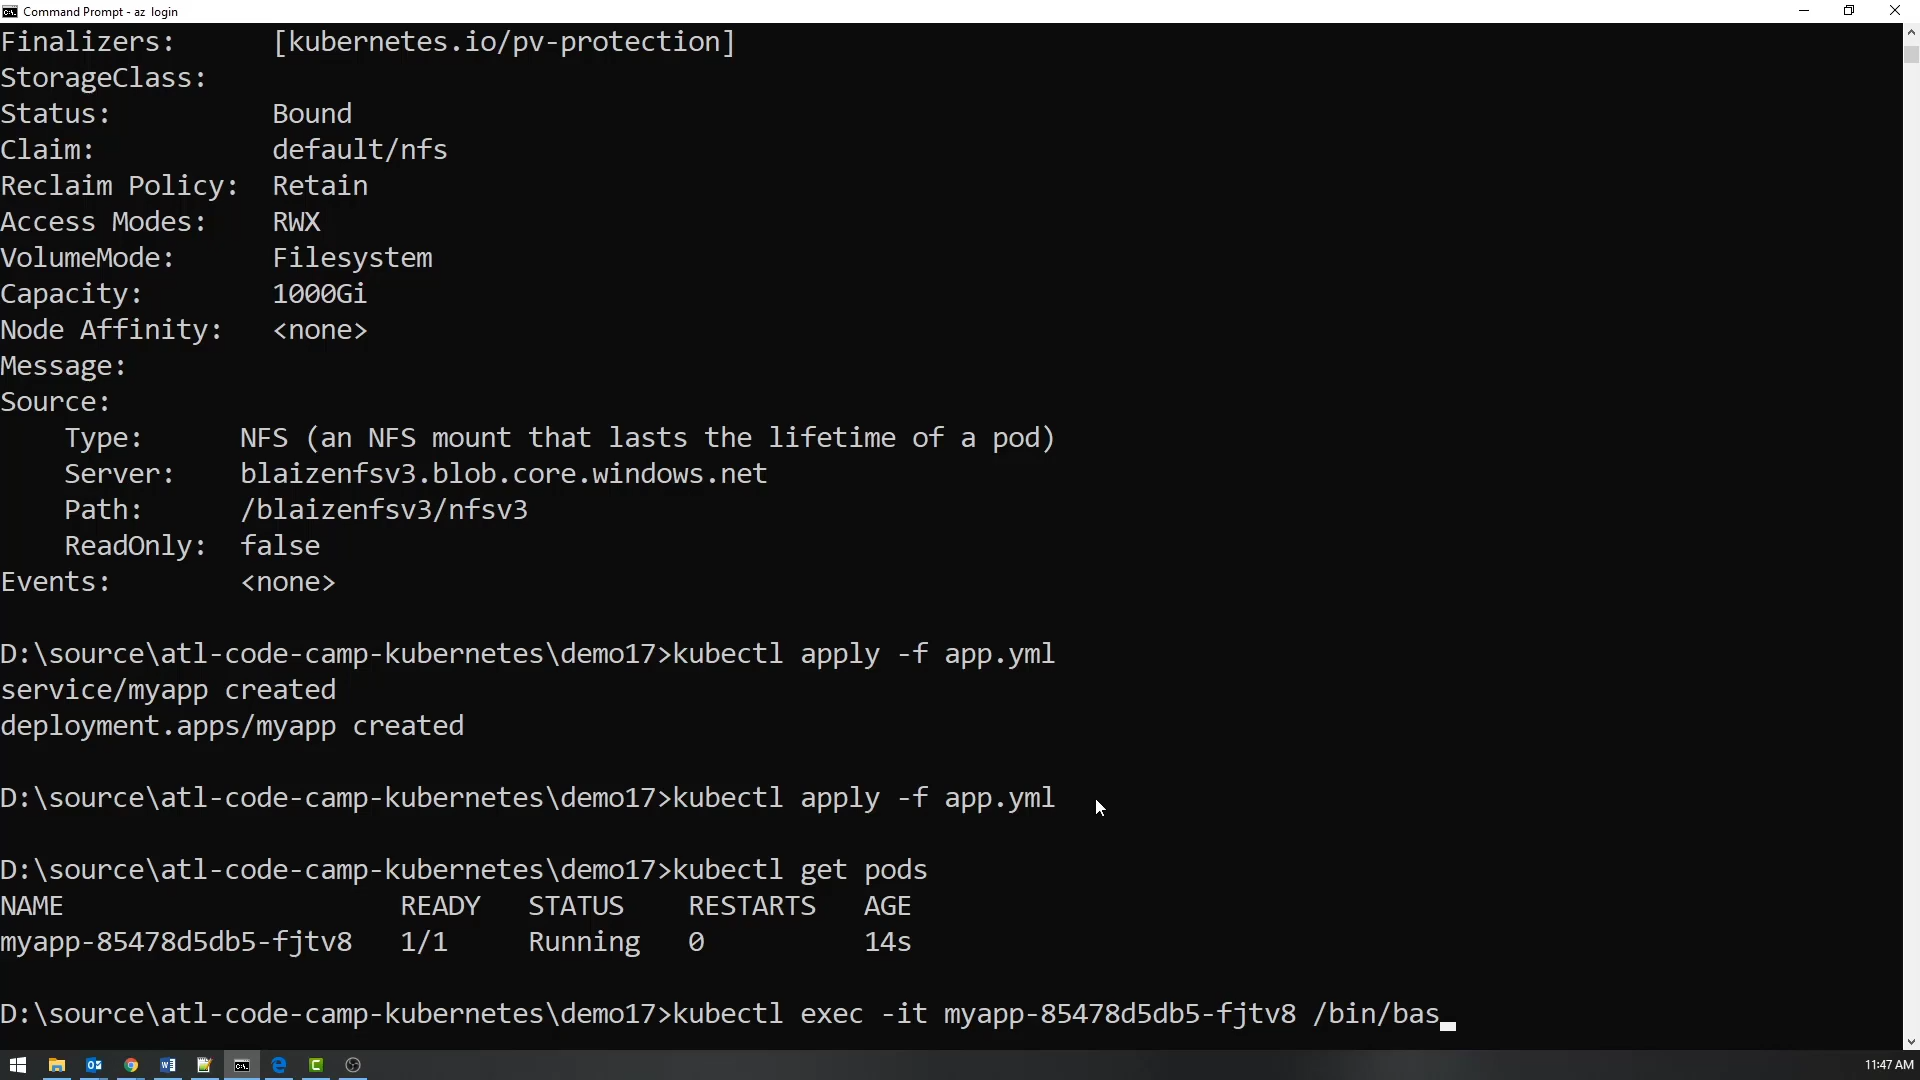 Command Prompt - az login
Finalizers: [kubernetes.io/pv-protection]
StorageClass:
Status: Bound
Claim: default/nfs
Reclaim Policy: Retain
Access Modes: RWX
VolumeMode: Filesystem
Capacity: 1000Gi
Node Affinity: <none>
Message:
Source:
Type: NFS (an NFS mount that lasts the lifetime of a pod)
Server: blaizenfsv3.blob.core.windows.net
Path: /blaizenfsv3/nfsv3
ReadOnly: false
Events: <none>
D:\source\atl-code-camp-kubernetes\demo17>kubectl apply -f app.yml
service/myapp created
deployment.apps/myapp created
D:\source\atl-code-camp-kubernetes\demo17>kubectl apply -f app.yml
D:\source\atl-code-camp-kubernetes\demo17>kubectl get pods
NAME READY STATUS RESTARTS AGE
myapp-85478d5db5-fjtv8 1/1 Running 0 14s
D:\source\atl-code-camp-kubernetes\demo17>kubectl exec -it myapp-85478d5db5-fjtv8 /bin/bas
11:47 AM